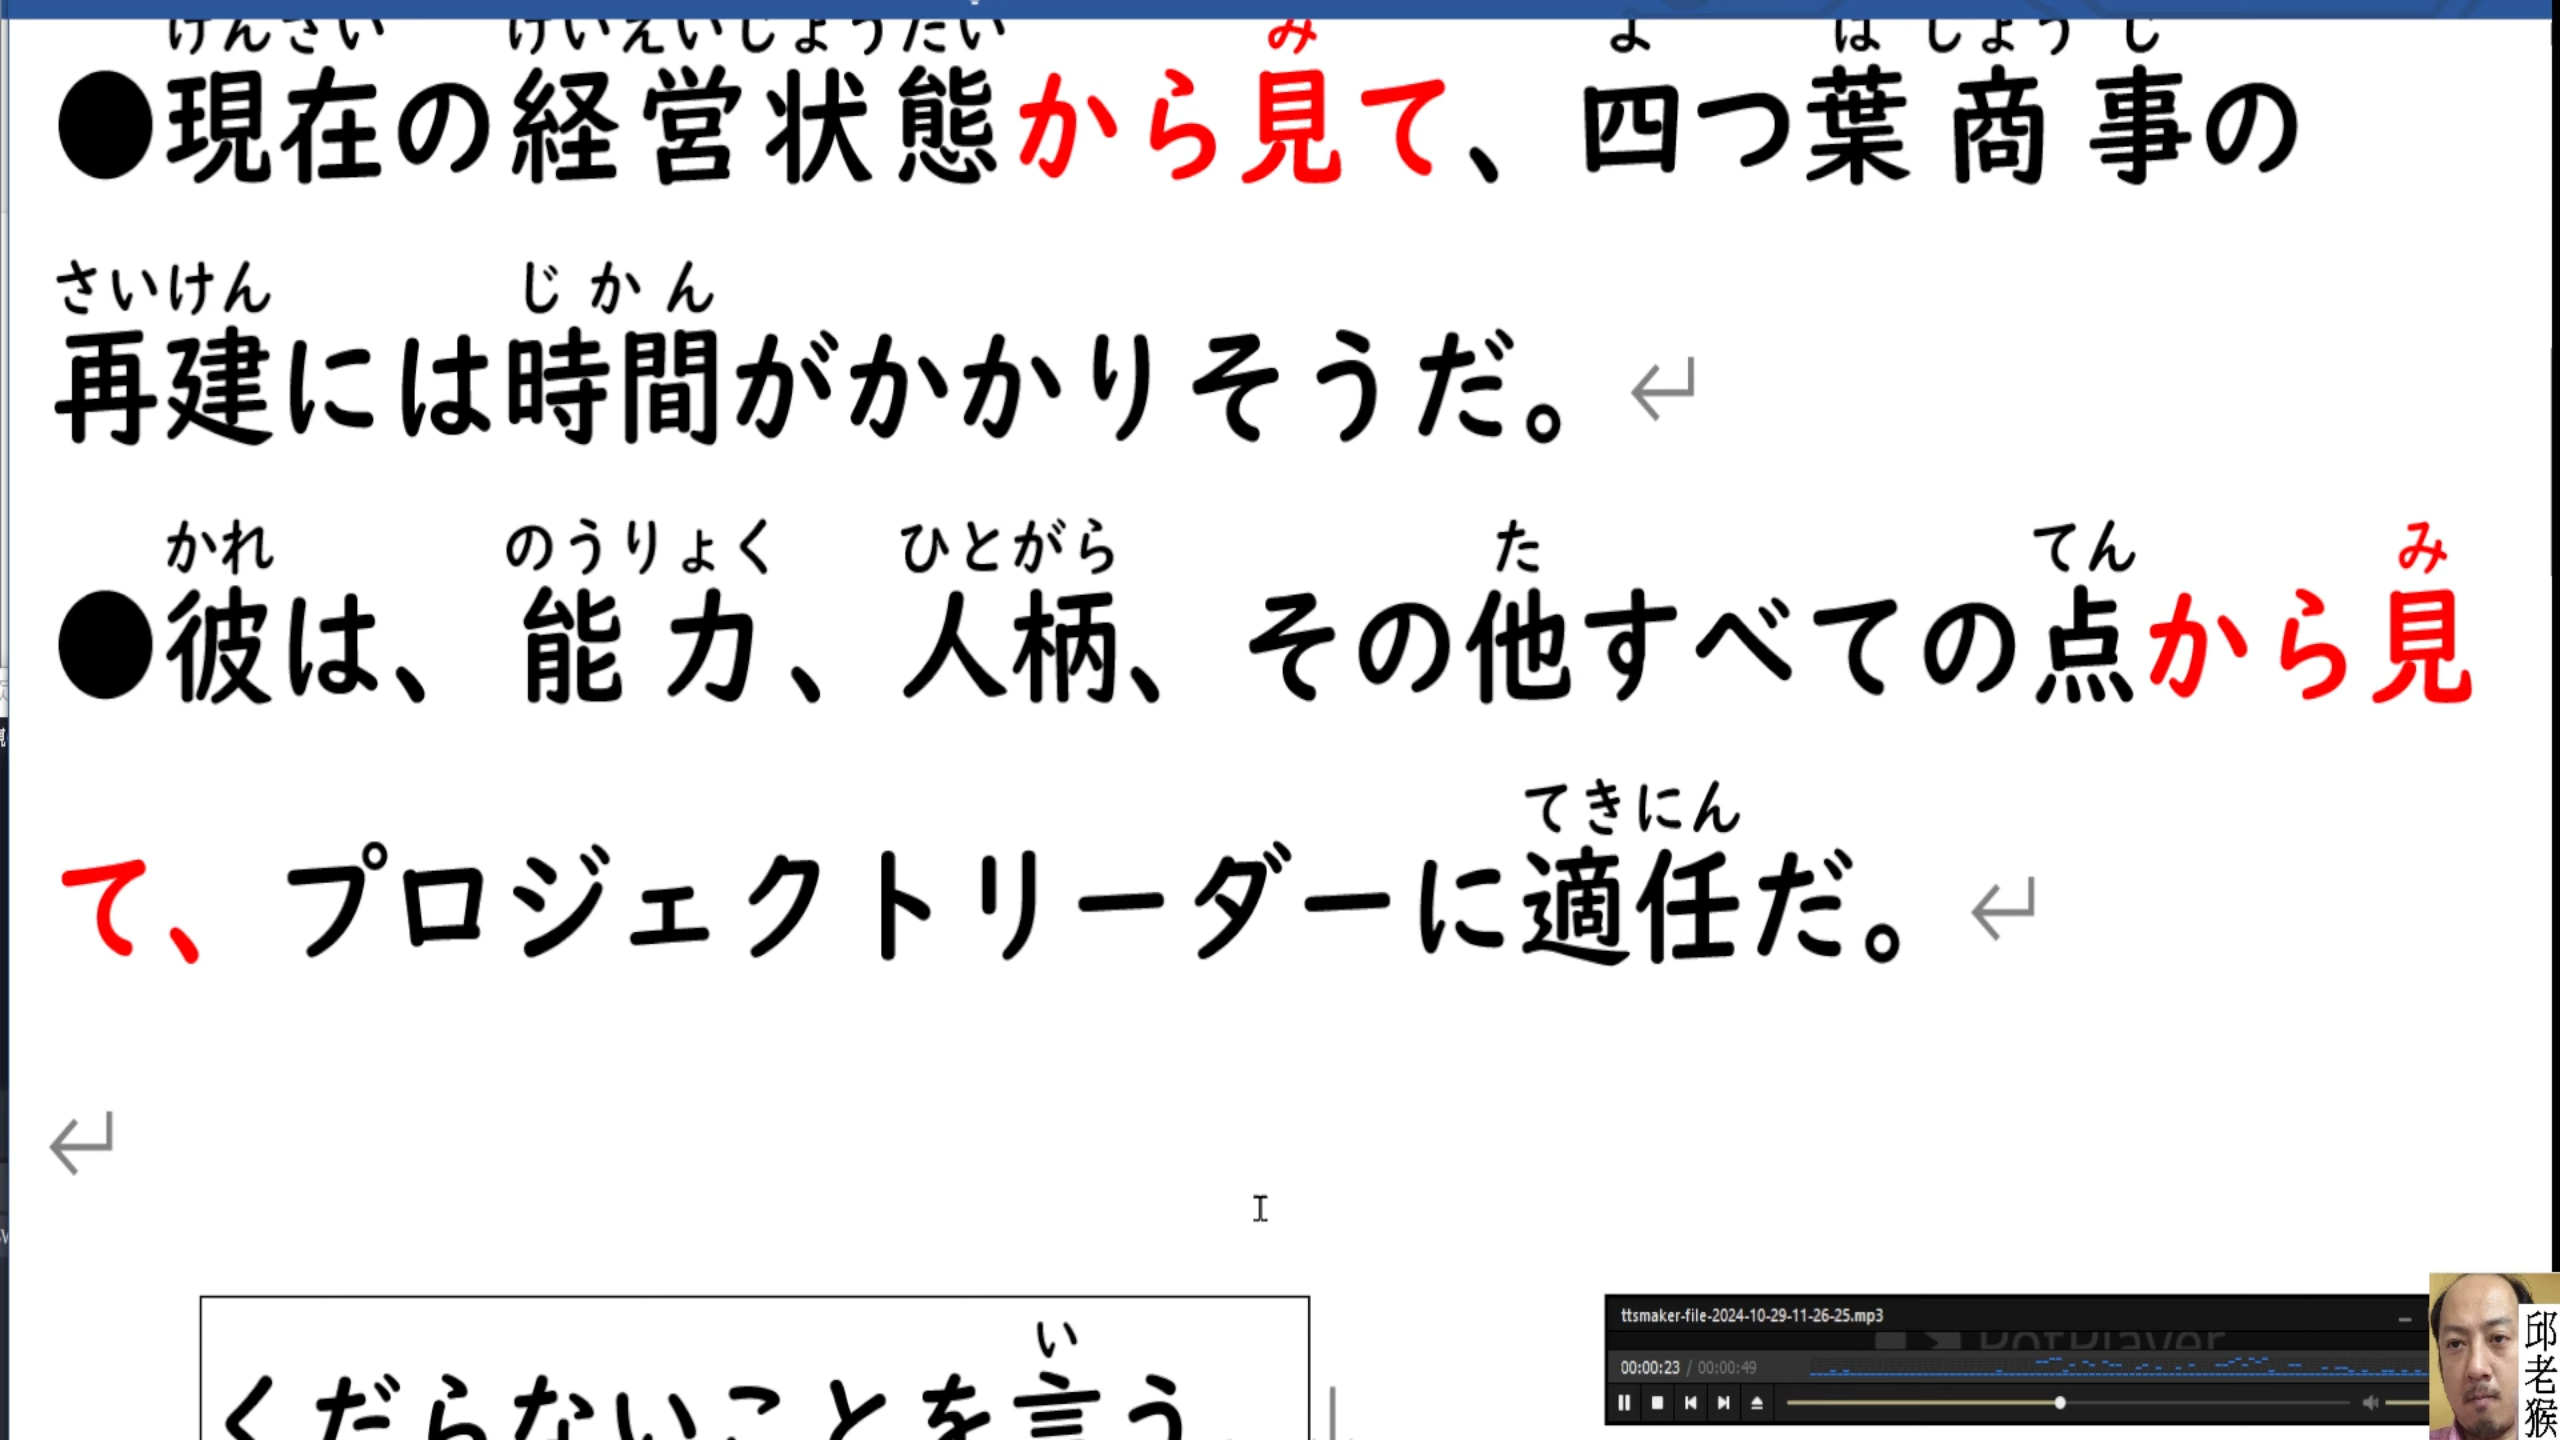 げんざい けいえいじょうたい み よ ば しょう じ
●現在の経営状態から見て、四つ葉商事の
さいけん じかん
再建には時間がかかりそうだ。
かれ のうりょく ひとがら た てん み
●彼は、能力、人柄、その他すべての点から見
てきにん
て、プロジェクトリーダーに適任だ。
い
くだらないことを言う
ttsmaker-file-2024-10-29-11-26-25.mp3
PotPlayer
00:00:23 / 00:00:49
邱老猴